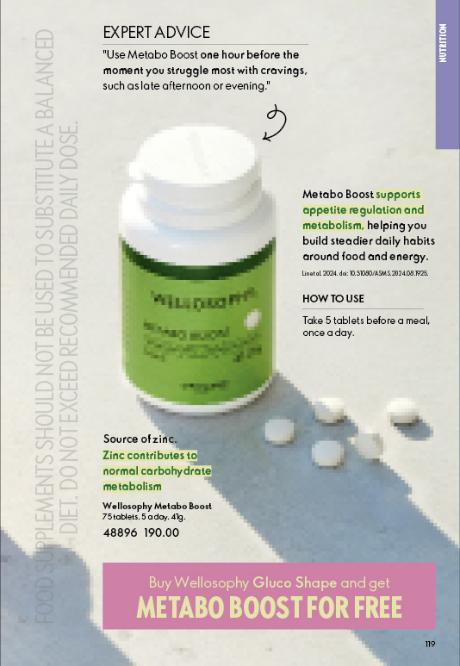 EXPERT ADVICE
"Use Metabo Boost one hour before the
moment you struggle most with cravings,
such as late afternoon or evening."
NUTRITION
FOOD SUPPLEMENTS SHOULD NOT BE USED TO SUBSTITUTE A BALANCED
DIET. DO NOT EXCEED RECOMMENDED DAILY DOSE.
Metabo Boost supports
appetite regulation and
metabolism, helping you
build steadier daily habits
around food and energy.
Lin et al. 2024. doi: 10.31080/ASMS.2024.08.1925.
HOW TO USE
Take 5 tablets before a meal,
once a day.
WELLOSOPHY
METABO BOOST
Source of zinc.
Zinc contributes to
normal carbohydrate
metabolism
Wellosophy Metabo Boost
75 tablets. 5 a day. 41g.
48896 190.00
Buy Wellosophy Gluco Shape and get
METABO BOOST FOR FREE
119